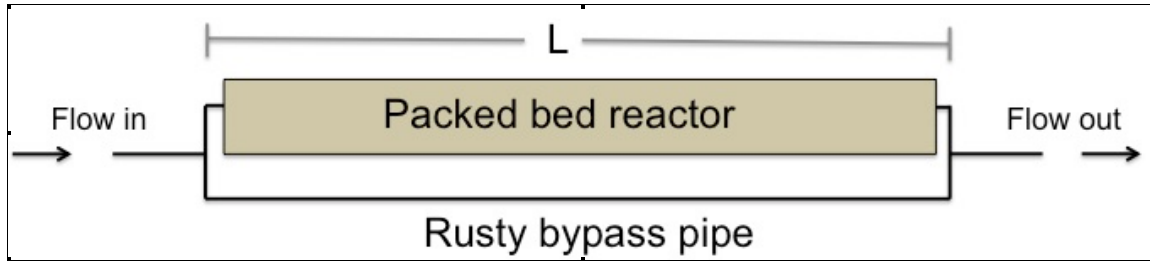 L
Packed bed reactor
Flow in
Flow out
Rusty bypass pipe